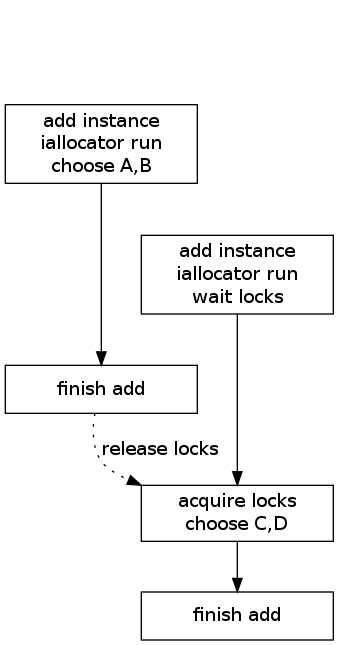 add instance
iallocator run
choose A,B
add instance
iallocator run
wait locks
finish add
release locks
acquire locks
choose C,D
finish add